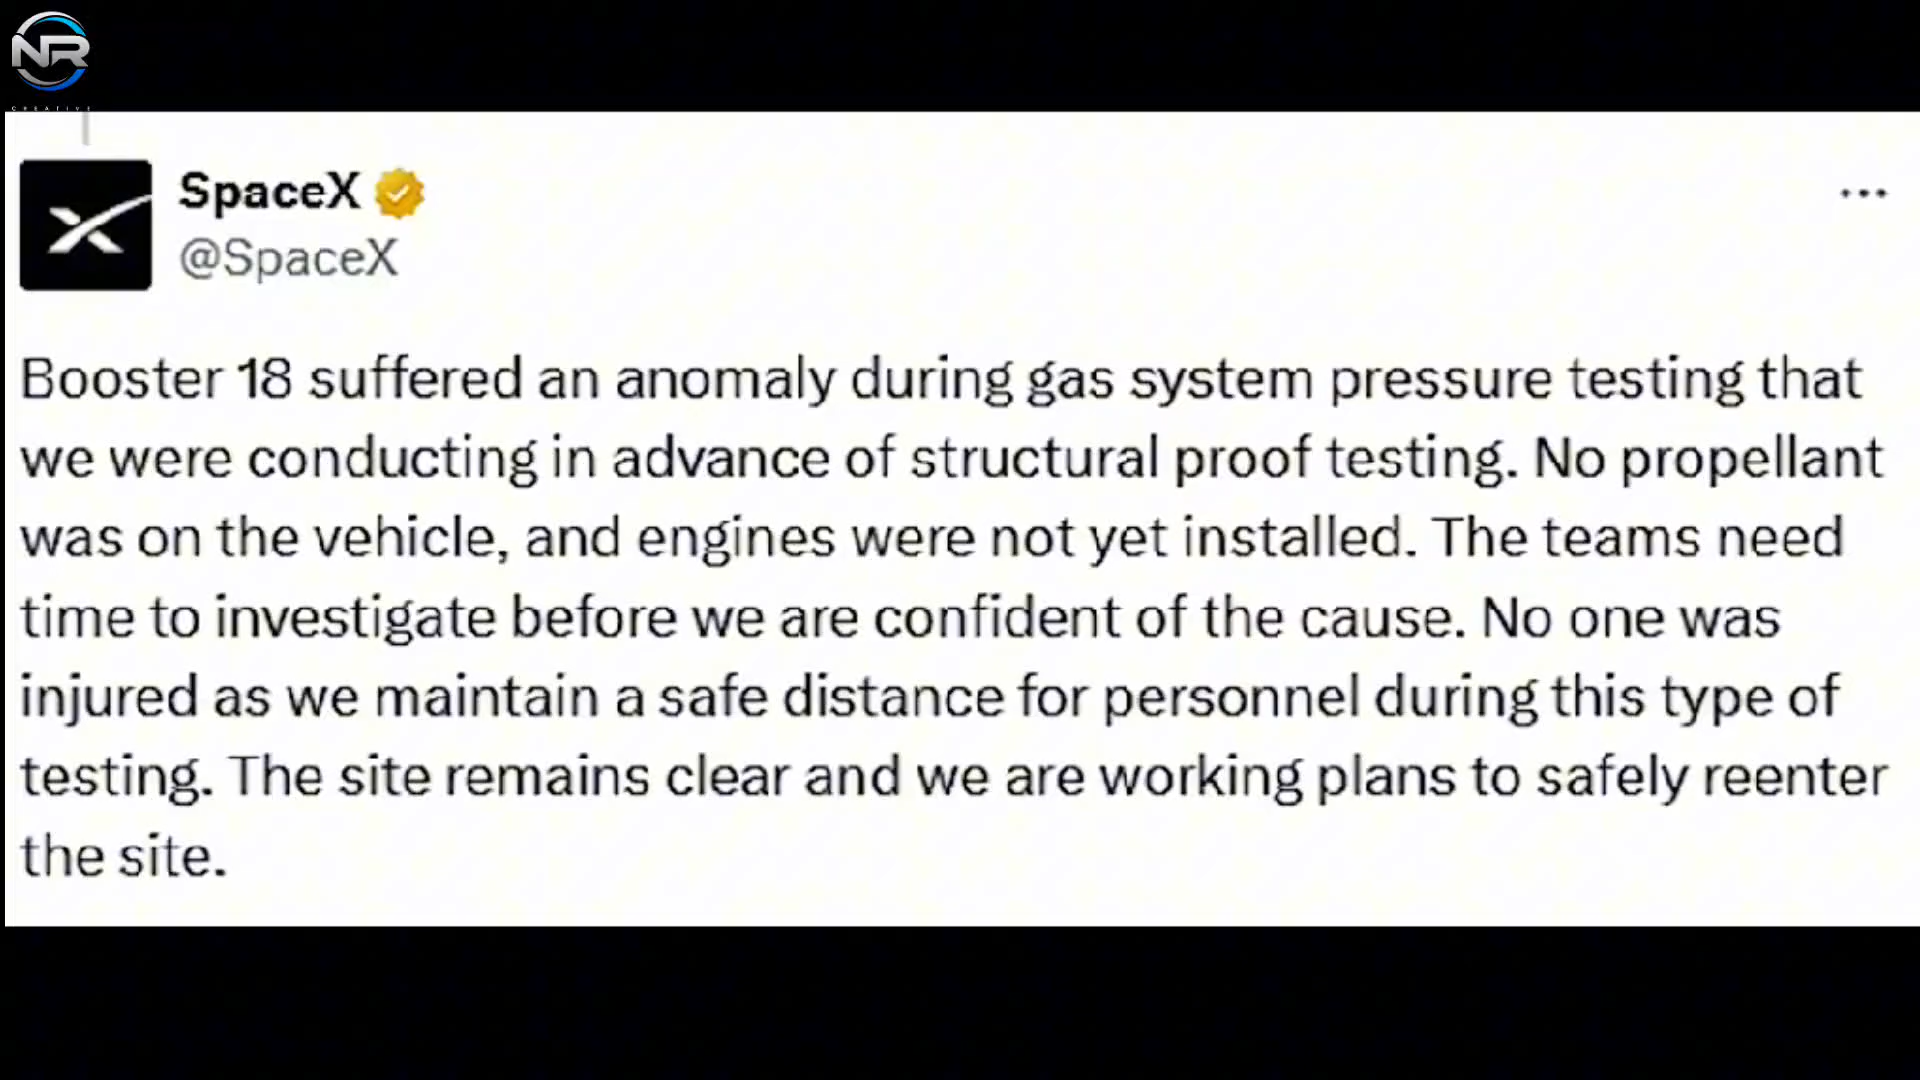 NR
CREATIVE
SpaceX
@SpaceX
Booster 18 suffered an anomaly during gas system pressure testing that
we were conducting in advance of structural proof testing. No propellant
was on the vehicle, and engines were not yet installed. The teams need
time to investigate before we are confident of the cause. No one was
injured as we maintain a safe distance for personnel during this type of
testing. The site remains clear and we are working plans to safely reenter
the site.